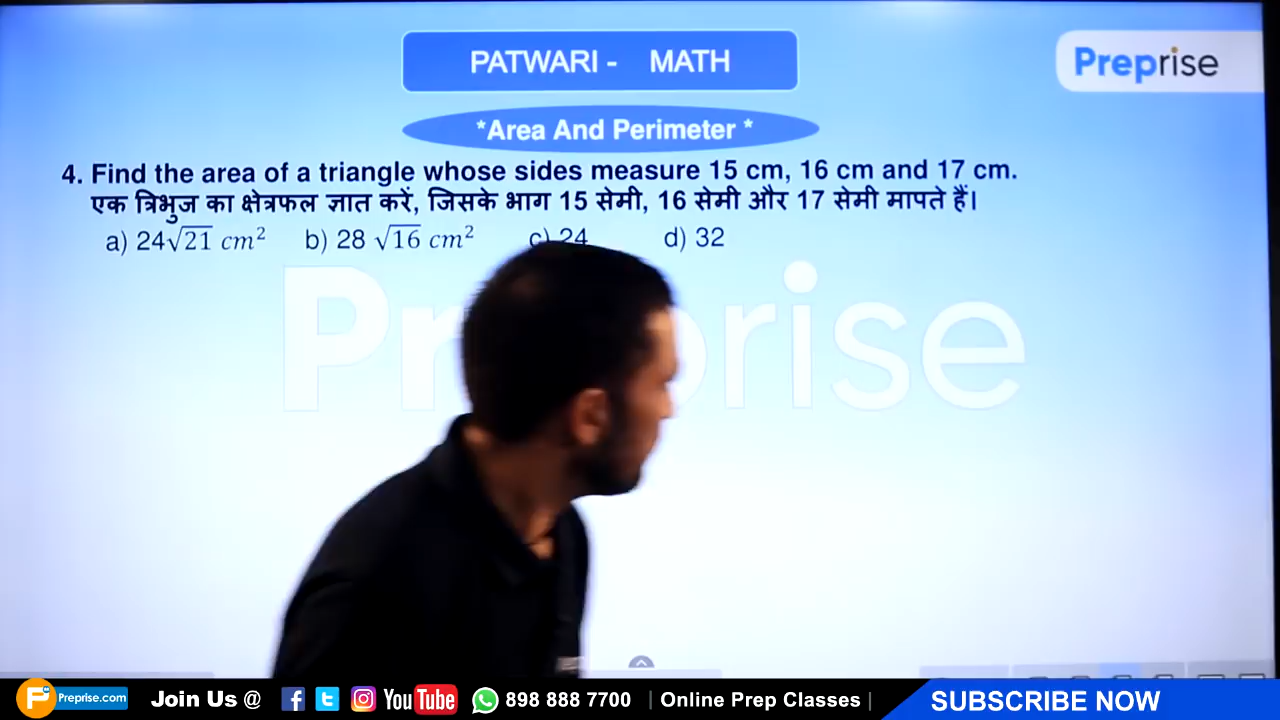 PATWARI - MATH
Preprise
*Area And Perimeter *
4. Find the area of a triangle whose sides measure 15 cm, 16 cm and 17 cm.
एक त्रिभुज का क्षेत्रफल ज्ञात करें, जिसके भाग 15 सेमी, 16 सेमी और 17 सेमी मापते हैं।
a) 24√21 cm² b) 28 √16 cm² c) 24 d) 32
Preprise
Preprise.com Join Us @ YouTube 898 888 7700 | Online Prep Classes | SUBSCRIBE NOW